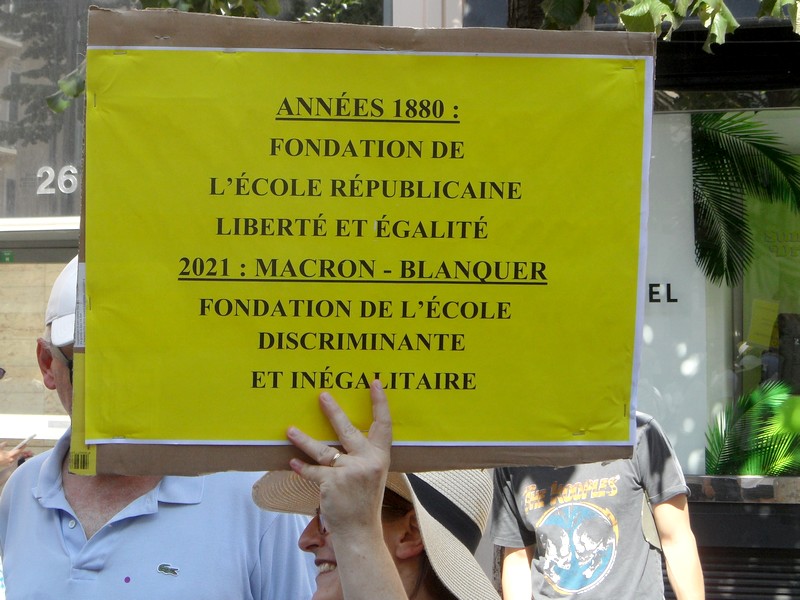 ANNÉES 1880 :
FONDATION DE
L'ÉCOLE RÉPUBLICAINE
LIBERTÉ ET ÉGALITÉ
2021 : MACRON - BLANQUER
FONDATION DE L'ÉCOLE
DISCRIMINANTE
ET INÉGALITAIRE
26
EL